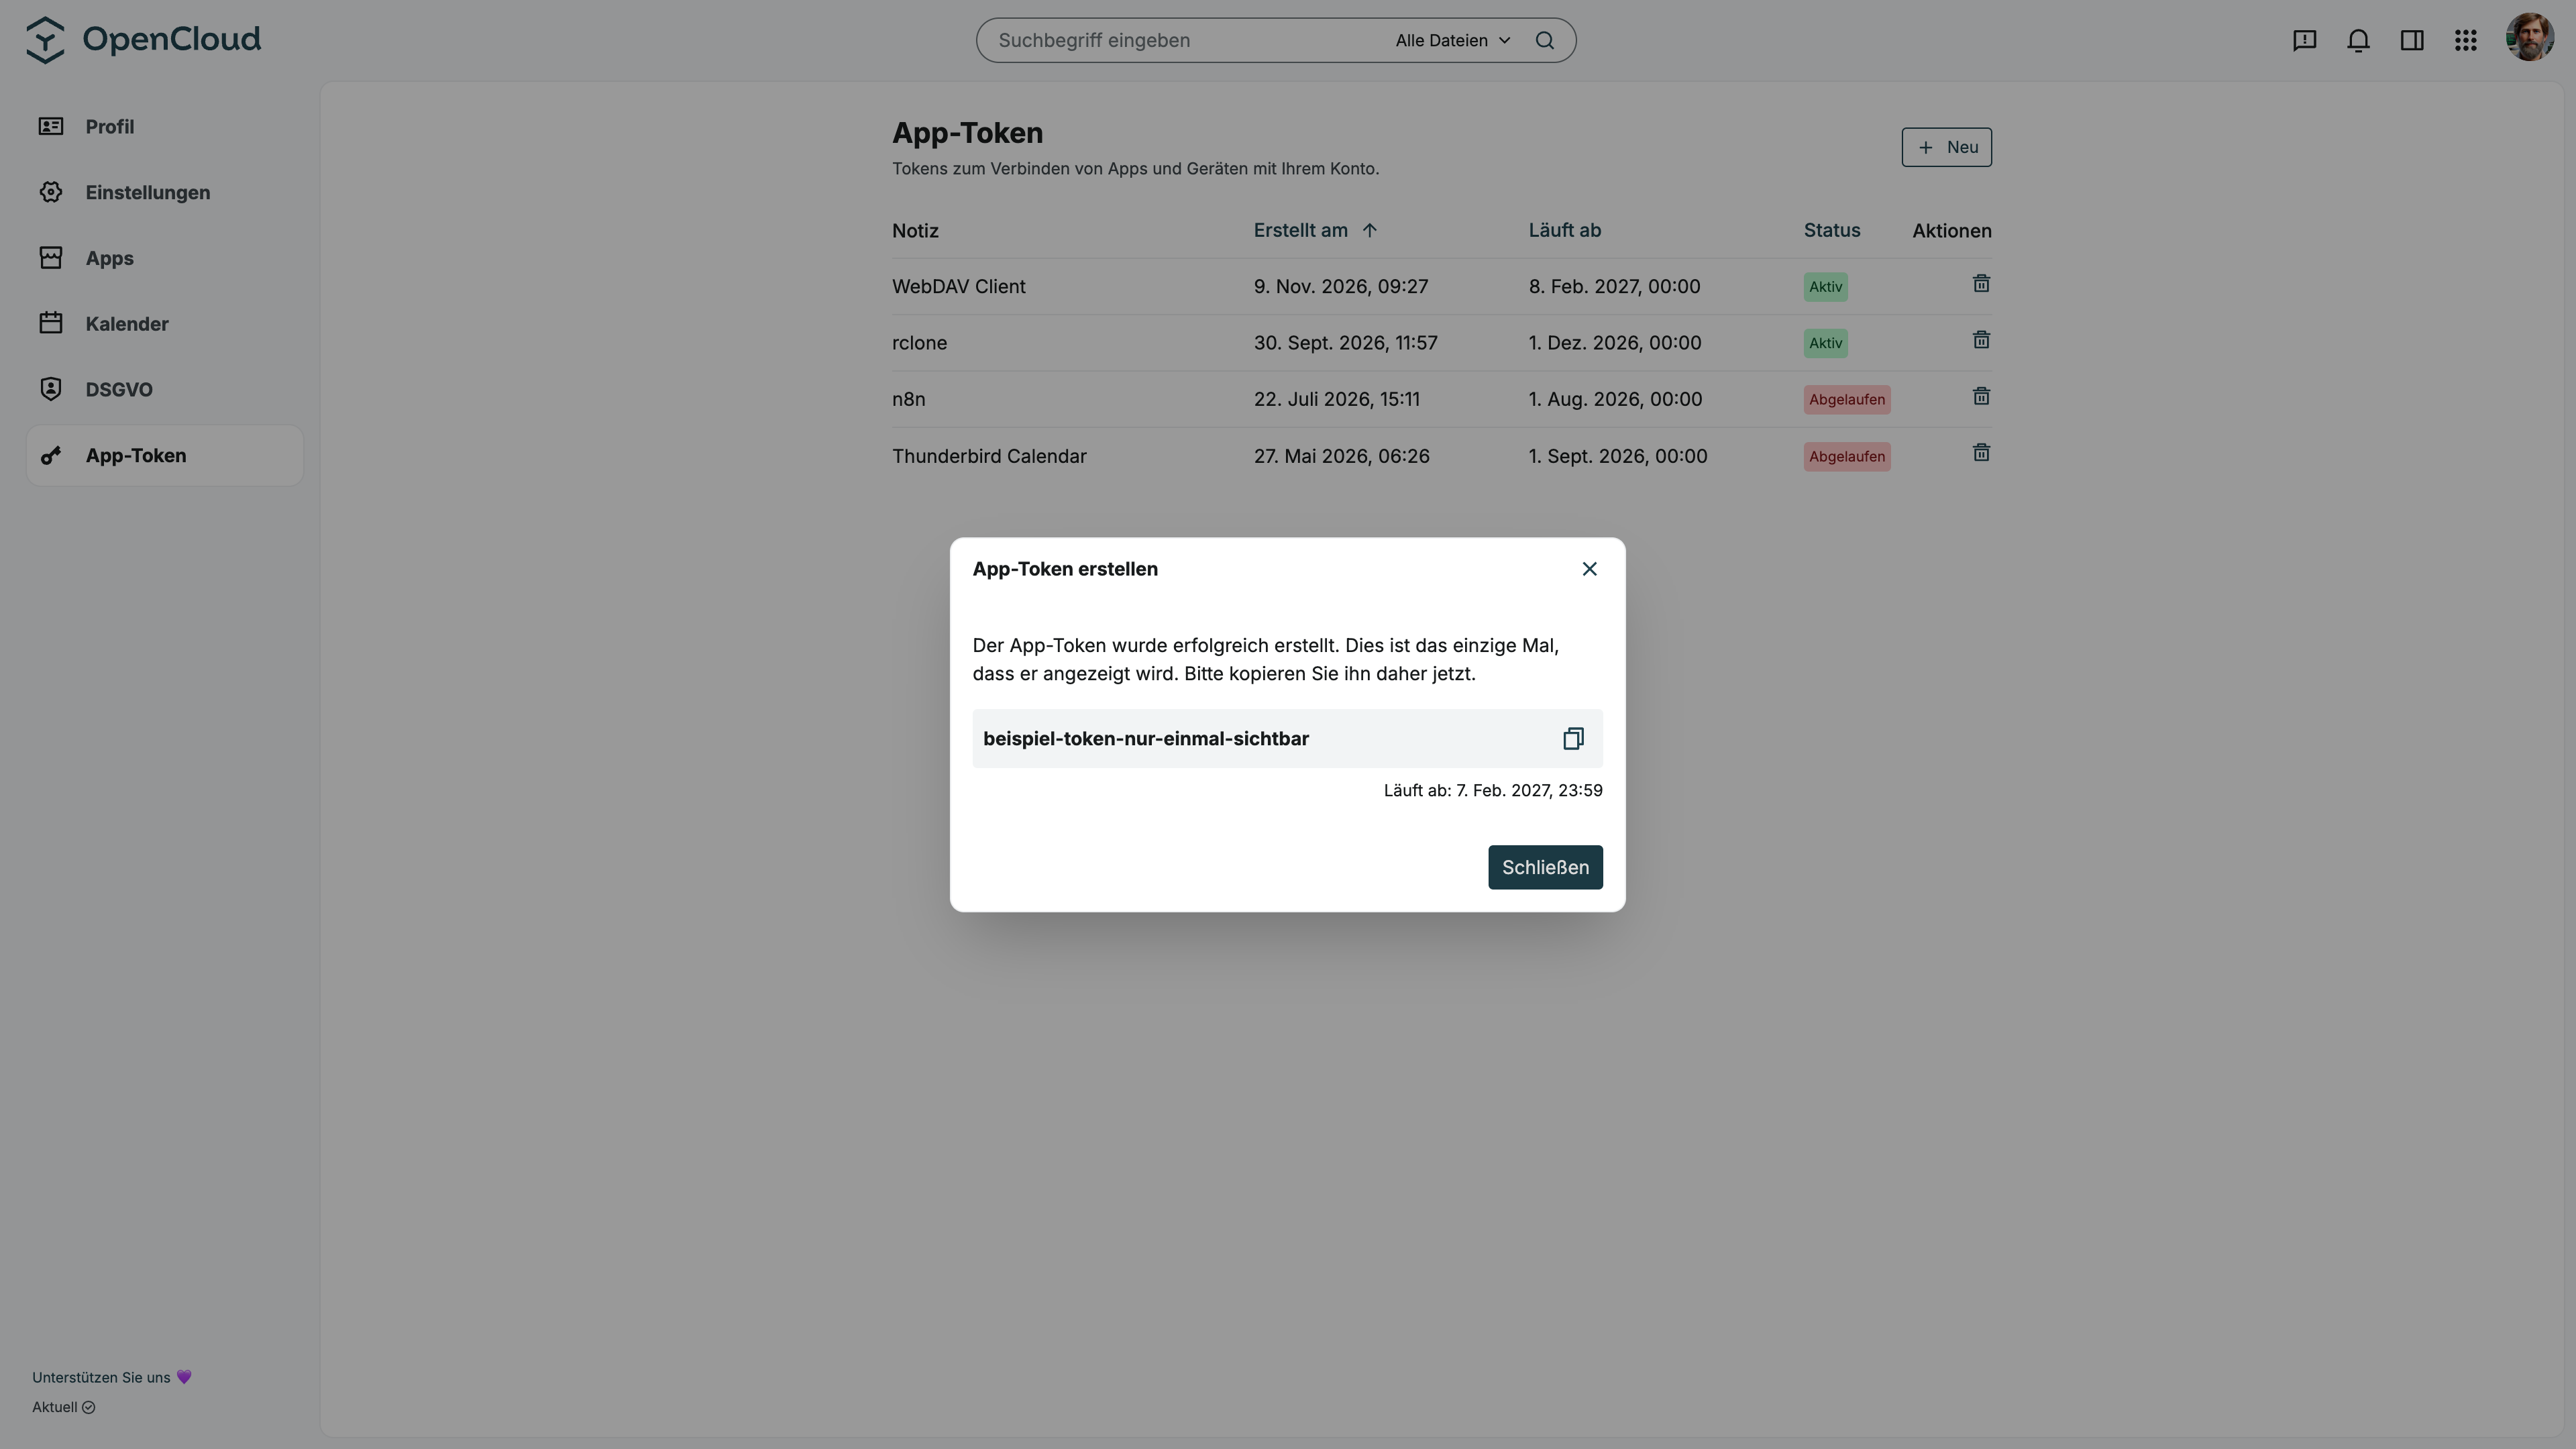 OpenCloud
Suchbegriff eingeben
Alle Dateien
Profil
Einstellungen
Apps
Kalender
DSGVO
App-Token
App-Token
Tokens zum Verbinden von Apps und Geräten mit Ihrem Konto.
Neu
Notiz Erstellt am Läuft ab Status Aktionen
WebDAV Client 9. Nov. 2026, 09:27 8. Feb. 2027, 00:00 Aktiv
rclone 30. Sept. 2026, 11:57 1. Dez. 2026, 00:00 Aktiv
n8n 22. Juli 2026, 15:11 1. Aug. 2026, 00:00 Abgelaufen
Thunderbird Calendar 27. Mai 2026, 06:26 1. Sept. 2026, 00:00 Abgelaufen
App-Token erstellen
Der App-Token wurde erfolgreich erstellt. Dies ist das einzige Mal,
dass er angezeigt wird. Bitte kopieren Sie ihn daher jetzt.
beispiel-token-nur-einmal-sichtbar
Läuft ab: 7. Feb. 2027, 23:59
Schließen
Unterstützen Sie uns 💜
Aktuell